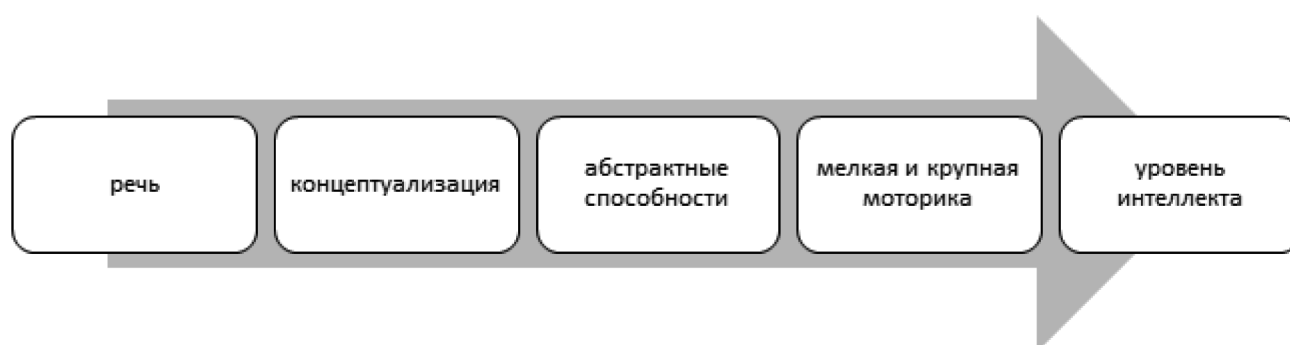 речь
концептуализация
абстрактные
способности
мелкая и крупная
моторика
уровень
интеллекта